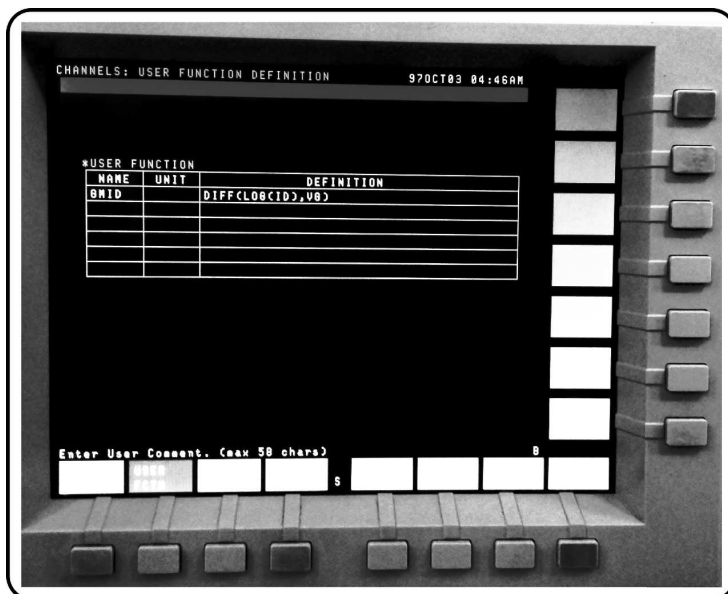 CHANNELS: USER FUNCTION DEFINITION 97OCT03 04:46AM
*USER FUNCTION
NAME UNIT DEFINITION
GMID DIFF(LOG(ID),VG)
Enter User Comment. (max 58 chars) B
USER
S